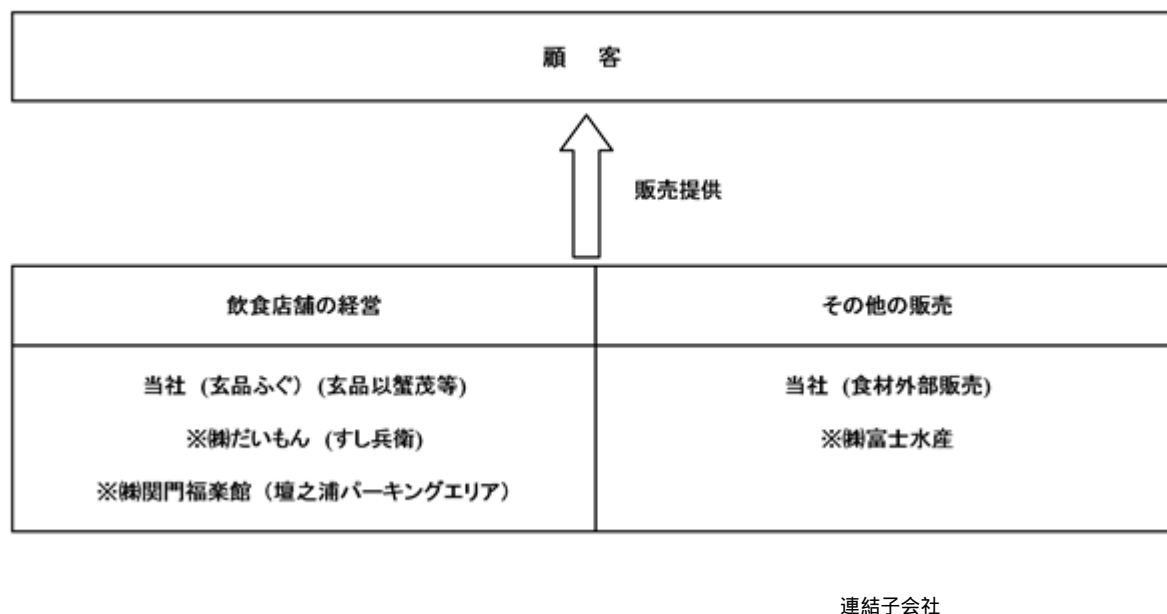 顧 客
販売提供
飲食店舗の経営
その他の販売
当社 (玄品ふぐ) (玄品以蟹茂等)
※㈱だいもん (すし兵衛)
※㈱関門福楽館 (壇之浦パーキングエリア)
当社 (食材外部販売)
※㈱富士水産
連結子会社